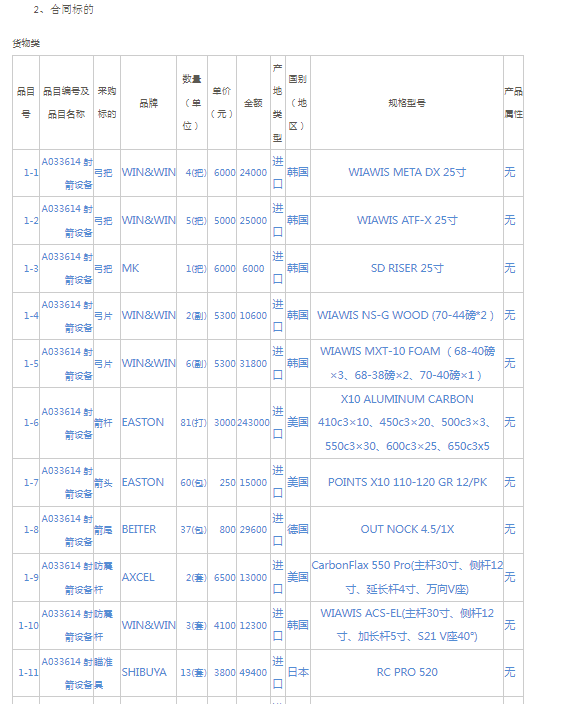 2、合同标的
货物类
品目号 品目编号及品目名称 采购标的 品牌 数量（单位） 单价（元） 金额 产地类型 国别（地区） 规格型号 产品属性
1-1 A033614 射箭设备 弓把 WIN&WIN 4(把) 6000 24000 进口 韩国 WIAWIS META DX 25寸 无
1-2 A033614 射箭设备 弓把 WIN&WIN 5(把) 5000 25000 进口 韩国 WIAWIS ATF-X 25寸 无
1-3 A033614 射箭设备 弓把 MK 1(把) 6000 6000 进口 韩国 SD RISER 25寸 无
1-4 A033614 射箭设备 弓片 WIN&WIN 2(副) 5300 10600 进口 韩国 WIAWIS NS-G WOOD (70-44磅*2 ) 无
1-5 A033614 射箭设备 弓片 WIN&WIN 6(副) 5300 31800 进口 韩国 WIAWIS MXT-10 FOAM （ 68-40磅×3、68-38磅×2、70-40磅×1 ) 无
1-6 A033614 射箭设备 箭杆 EASTON 81(打) 3000 243000 进口 美国 X10 ALUMINUM CARBON 410c3×10、450c3×20、500c3×3、550c3×30、600c3×25、650c3x5 无
1-7 A033614 射箭设备 箭头 EASTON 60(包) 250 15000 进口 美国 POINTS X10 110-120 GR 12/PK 无
1-8 A033614 射箭设备 箭尾 BEITER 37(包) 800 29600 进口 德国 OUT NOCK 4.5/1X 无
1-9 A033614 射箭设备 防震杆 AXCEL 2(套) 6500 13000 进口 美国 CarbonFlax 550 Pro(主杆30寸、侧杆12寸、延长杆4寸、万向V座) 无
1-10 A033614 射箭设备 防震杆 WIN&WIN 3(套) 4100 12300 进口 韩国 WIAWIS ACS-EL(主杆30寸、侧杆12寸、加长杆5寸、S21 V座40°) 无
1-11 A033614 射箭设备 瞄准具 SHIBUYA 13(套) 3800 49400 进口 日本 RC PRO 520 无